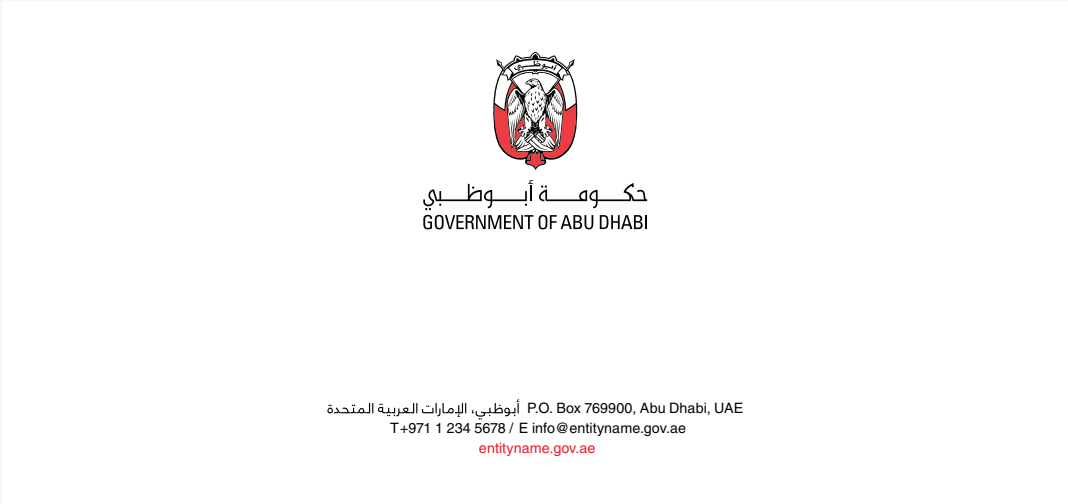 أبوظبي
حكومة أبوظبي
GOVERNMENT OF ABU DHABI
أبوظبي، الإمارات العربية المتحدة P.O. Box 769900, Abu Dhabi, UAE
T+971 1 234 5678 / E info@entityname.gov.ae
entityname.gov.ae